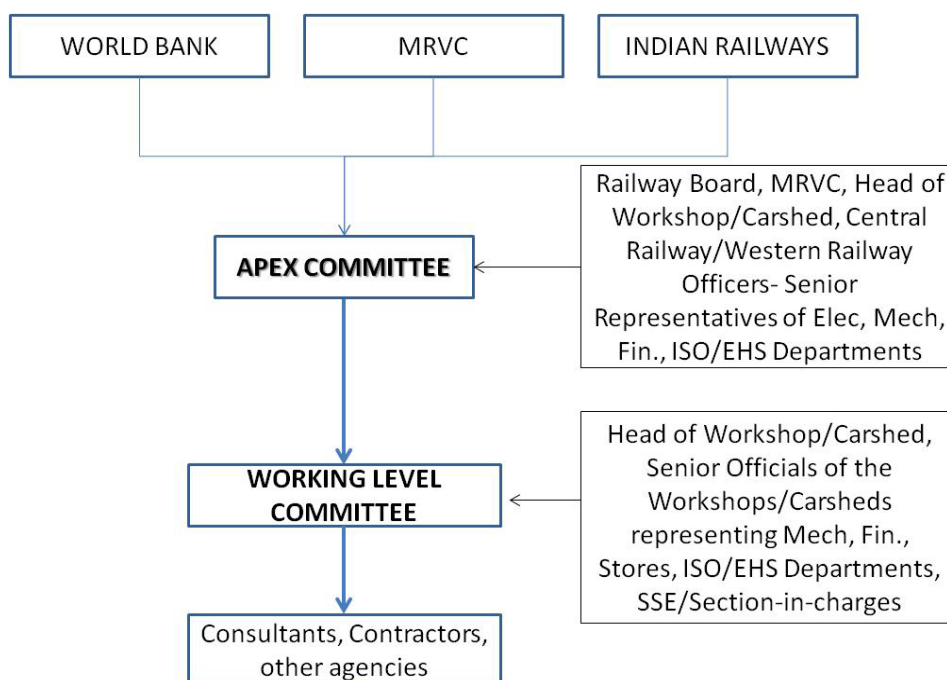 WORLD BANK
MRVC
INDIAN RAILWAYS
Railway Board, MRVC, Head of
Workshop/Carshed, Central
Railway/Western Railway
Officers- Senior
Representatives of Elec, Mech,
Fin., ISO/EHS Departments
APEX COMMITTEE
Head of Workshop/Carshed,
Senior Officials of the
Workshops/Carsheds
representing Mech, Fin.,
Stores, ISO/EHS Departments,
SSE/Section-in-charges
WORKING LEVEL
COMMITTEE
Consultants, Contractors,
other agencies